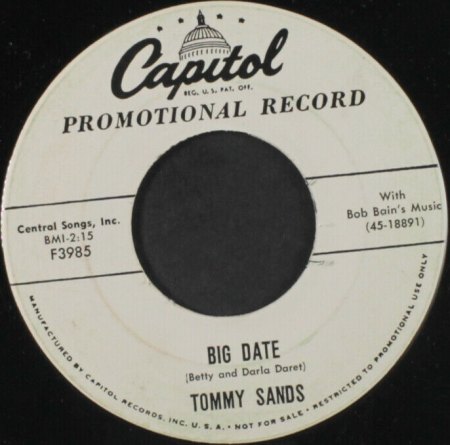 Capitol
REG. U. S. PAT. OFF.
PROMOTIONAL RECORD
Central Songs, Inc.
BMI-2:15
F3985
With
Bob Bain's Music
(45-18891)
BIG DATE
(Betty and Darla Daret)
TOMMY SANDS
MANUFACTURED BY CAPITOL RECORDS, INC. U. S. A. • NOT FOR SALE • RESTRICTED TO PROMOTIONAL USE ONLY